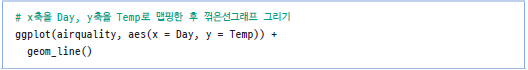 # x축을 Day, y축을 Temp로 맵핑한 후 꺾은선그래프 그리기
ggplot(airquality, aes(x = Day, y = Temp)) +
  geom_line()